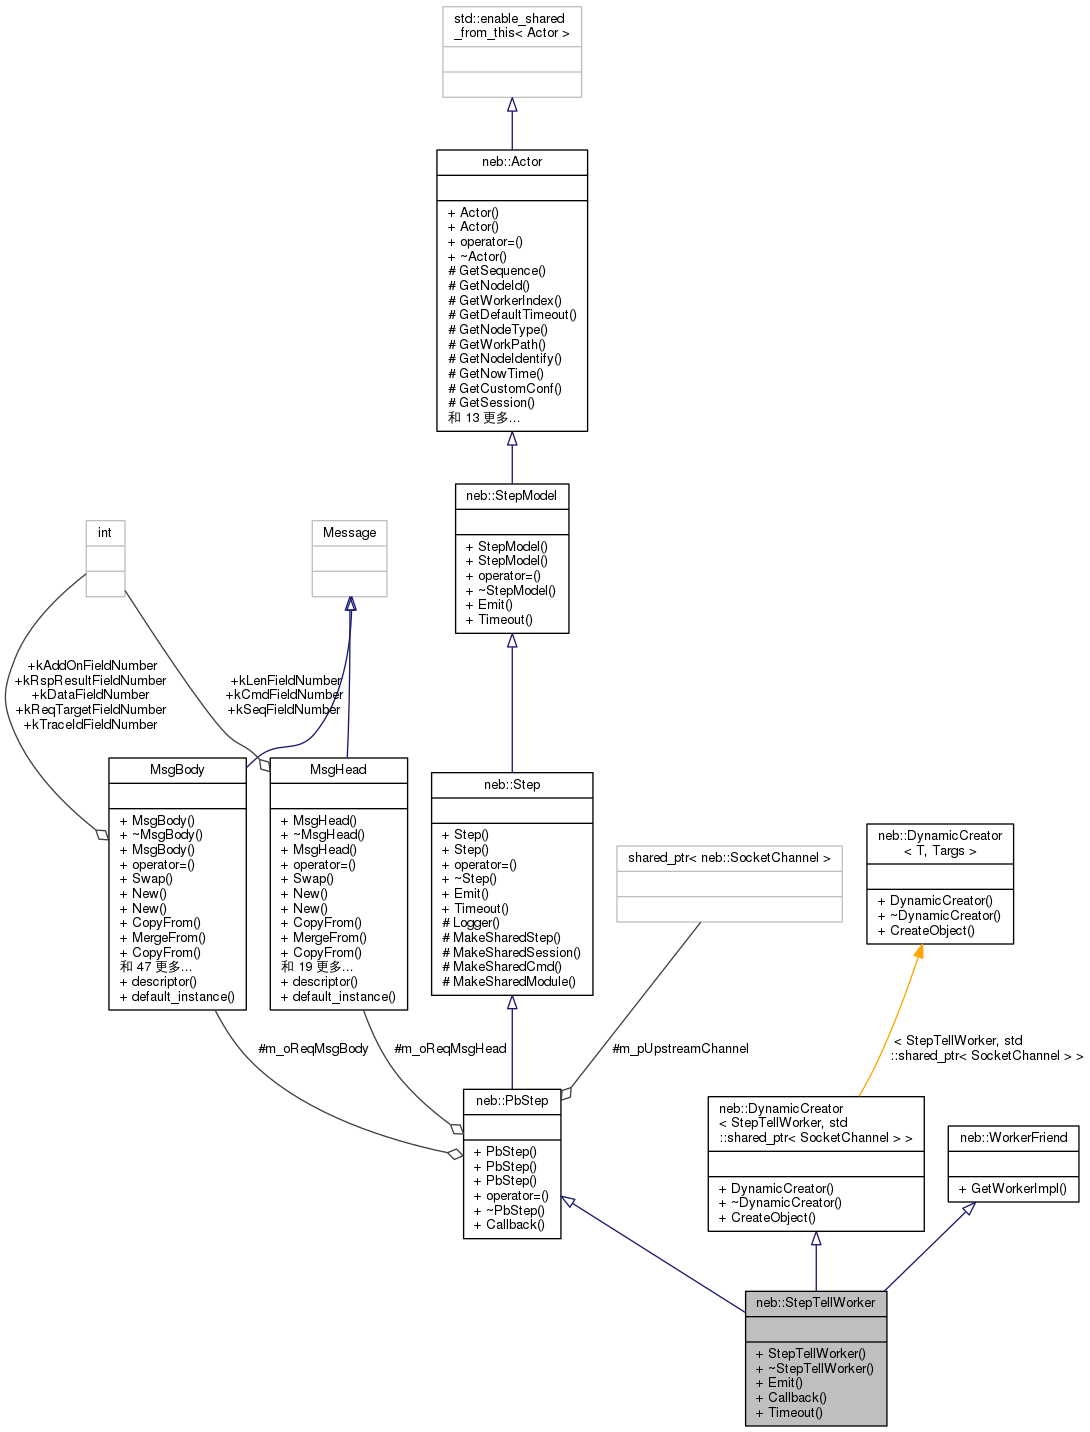 std::enable_shared
_from_this< Actor >
neb::Actor
+ Actor()
+ Actor()
+ operator=()
+ ~Actor()
# GetSequence()
# GetNodeId()
# GetWorkerIndex()
# GetDefaultTimeout()
# GetNodeType()
# GetWorkPath()
# GetNodeIdentify()
# GetNowTime()
# GetCustomConf()
# GetSession()
和 13 更多...
neb::StepModel
+ StepModel()
+ StepModel()
+ operator=()
+ ~StepModel()
+ Emit()
+ Timeout()
int
Message
+kAddOnFieldNumber
+kRspResultFieldNumber
+kDataFieldNumber
+kReqTargetFieldNumber
+kTraceIdFieldNumber
+kLenFieldNumber
+kCmdFieldNumber
+kSeqFieldNumber
MsgBody
+ MsgBody()
+ ~MsgBody()
+ MsgBody()
+ operator=()
+ Swap()
+ New()
+ New()
+ CopyFrom()
+ MergeFrom()
+ CopyFrom()
和 47 更多...
+ descriptor()
+ default_instance()
MsgHead
+ MsgHead()
+ ~MsgHead()
+ MsgHead()
+ operator=()
+ Swap()
+ New()
+ New()
+ CopyFrom()
+ MergeFrom()
+ CopyFrom()
和 19 更多...
+ descriptor()
+ default_instance()
neb::Step
+ Step()
+ Step()
+ operator=()
+ ~Step()
+ Emit()
+ Timeout()
# Logger()
# MakeSharedStep()
# MakeSharedSession()
# MakeSharedCmd()
# MakeSharedModule()
shared_ptr< neb::SocketChannel >
neb::DynamicCreator
< T, Targs >
+ DynamicCreator()
+ ~DynamicCreator()
+ CreateObject()
#m_oReqMsgBody
#m_oReqMsgHead
#m_pUpstreamChannel
< StepTellWorker, std
::shared_ptr< SocketChannel > >
neb::PbStep
+ PbStep()
+ PbStep()
+ PbStep()
+ operator=()
+ ~PbStep()
+ Callback()
neb::DynamicCreator
< StepTellWorker, std
::shared_ptr< SocketChannel > >
+ DynamicCreator()
+ ~DynamicCreator()
+ CreateObject()
neb::WorkerFriend
+ GetWorkerImpl()
neb::StepTellWorker
+ StepTellWorker()
+ ~StepTellWorker()
+ Emit()
+ Callback()
+ Timeout()